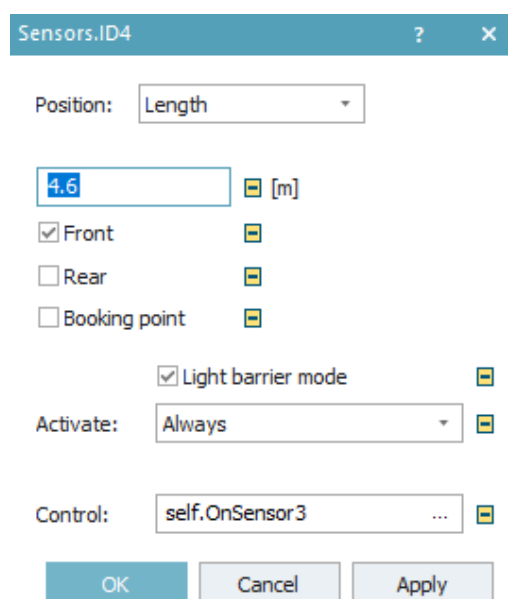 Sensors.ID4 ? ×
Position: Length
4.6 [m]
Front
Rear
Booking point
Light barrier mode
Activate: Always
Control: self.OnSensor3 ...
OK Cancel Apply